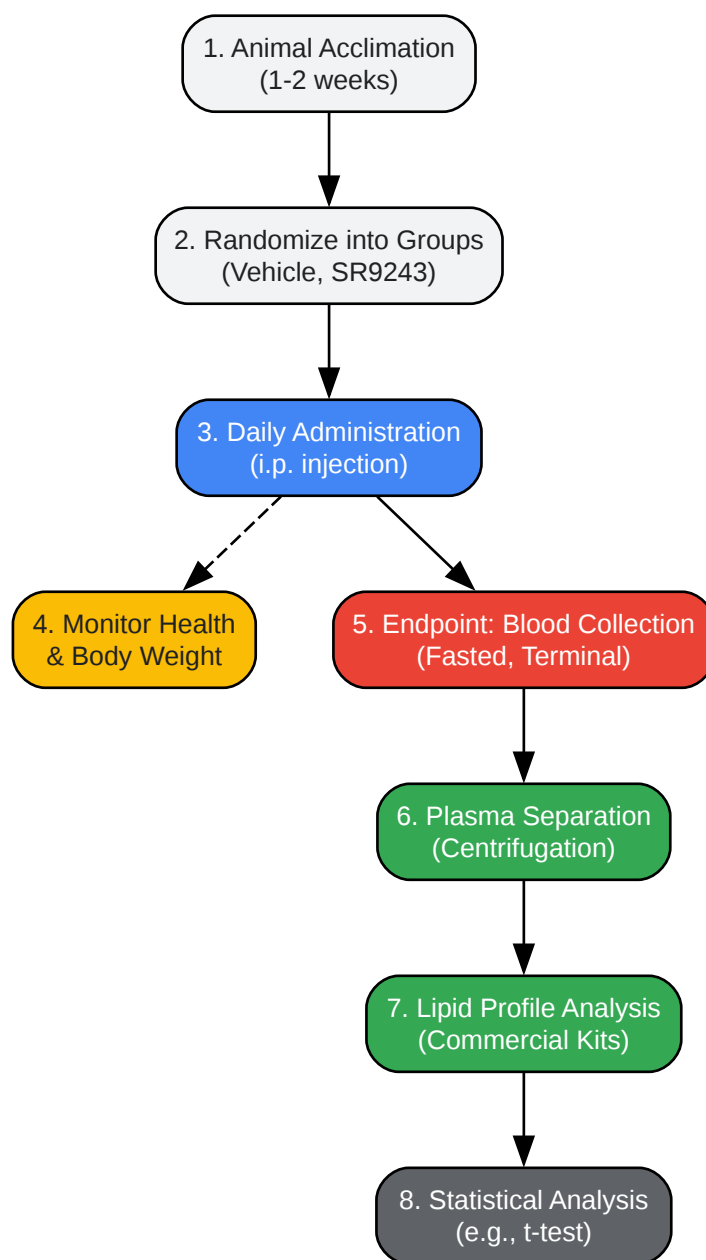 1. Animal Acclimation
(1-2 weeks)
2. Randomize into Groups
(Vehicle, SR9243)
3. Daily Administration
(i.p. injection)
4. Monitor Health
& Body Weight
5. Endpoint: Blood Collection
(Fasted, Terminal)
6. Plasma Separation
(Centrifugation)
7. Lipid Profile Analysis
(Commercial Kits)
8. Statistical Analysis
(e.g., t-test)